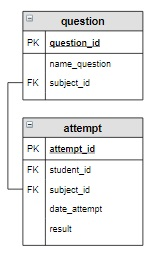 question
PK question_id
name_question
FK subject_id
attempt
PK attempt_id
FK student_id
FK subject_id
date_attempt
result